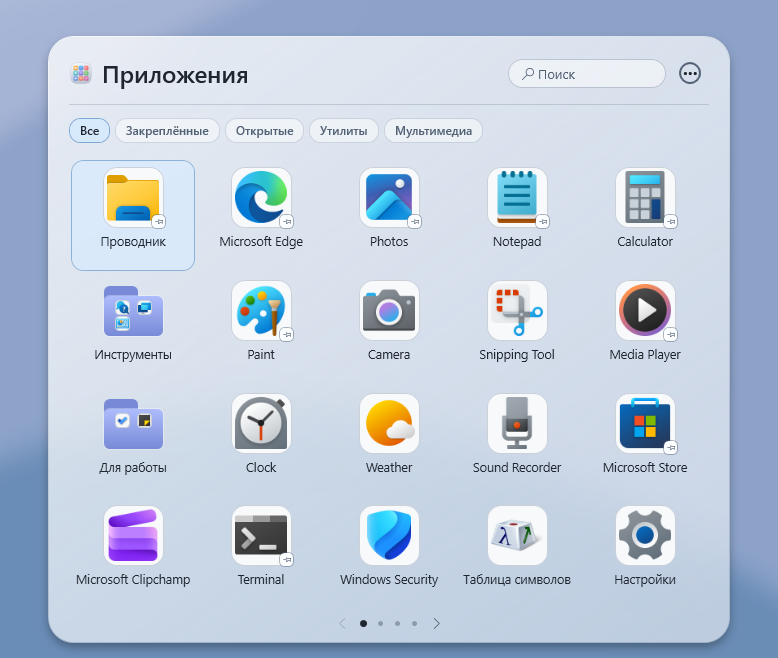 Приложения
Поиск
Все
Закреплённые
Открытые
Утилиты
Мультимедиа
Проводник
Microsoft Edge
Photos
Notepad
Calculator
Инструменты
Paint
Camera
Snipping Tool
Media Player
Для работы
Clock
Weather
Sound Recorder
Microsoft Store
Microsoft Clipchamp
Terminal
Windows Security
Таблица символов
Настройки